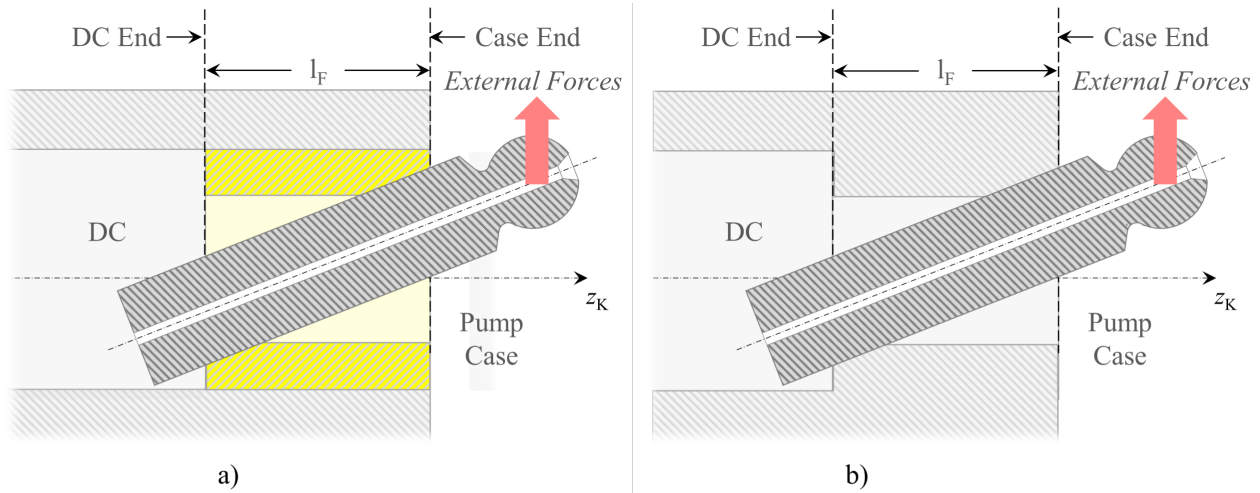 DC End
Case End
l_F
External Forces
DC
z_K
Pump
Case
a)
DC End
Case End
l_F
External Forces
DC
z_K
Pump
Case
b)